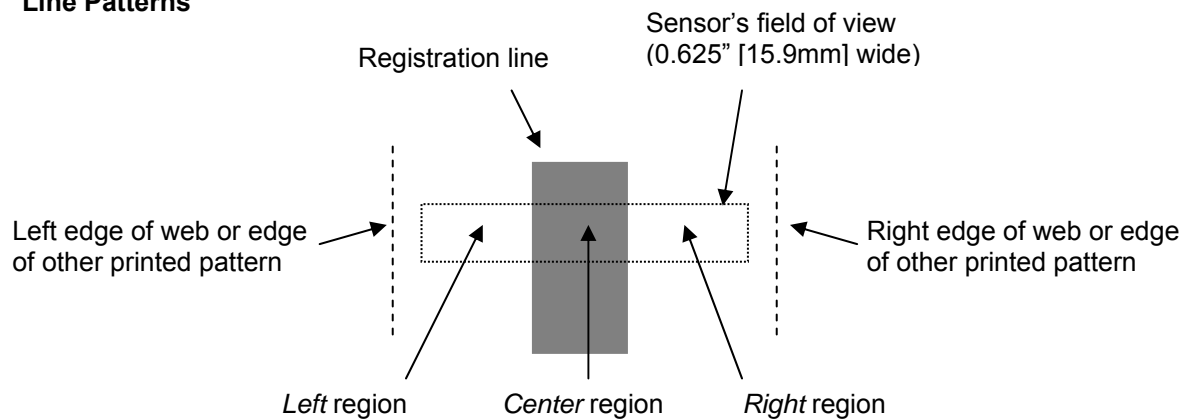 Line Patterns
Sensor's field of view
(0.625" [15.9mm] wide)
Registration line
Left edge of web or edge
of other printed pattern
Right edge of web or edge
of other printed pattern
Left region
Center region
Right region